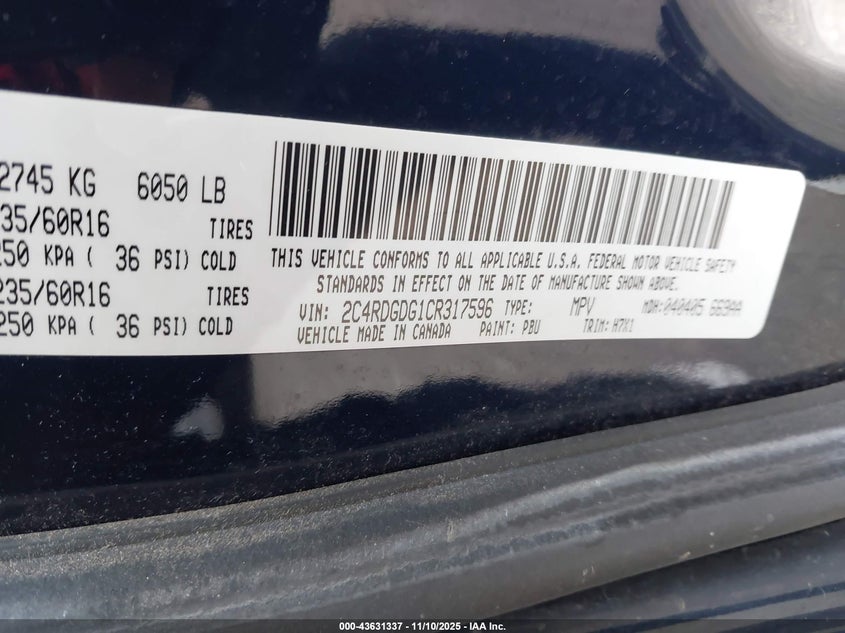 2745 KG 6050 LB
35/60R16 TIRES
250 KPA ( 36 PSI) COLD
235/60R16 TIRES
250 KPA ( 36 PSI) COLD
THIS VEHICLE CONFORMS TO ALL APPLICABLE U.S.A. FEDERAL MOTOR VEHICLE SAFETY
STANDARDS IN EFFECT ON THE DATE OF MANUFACTURE SHOWN ABOVE.
VIN: 2C4RDGDG1CR317596 TYPE: MPV MDH: 040405 663AA
VEHICLE MADE IN CANADA PAINT: PBU TRIM: H7X1
000-43631337 - 11/10/2025 - IAA Inc.